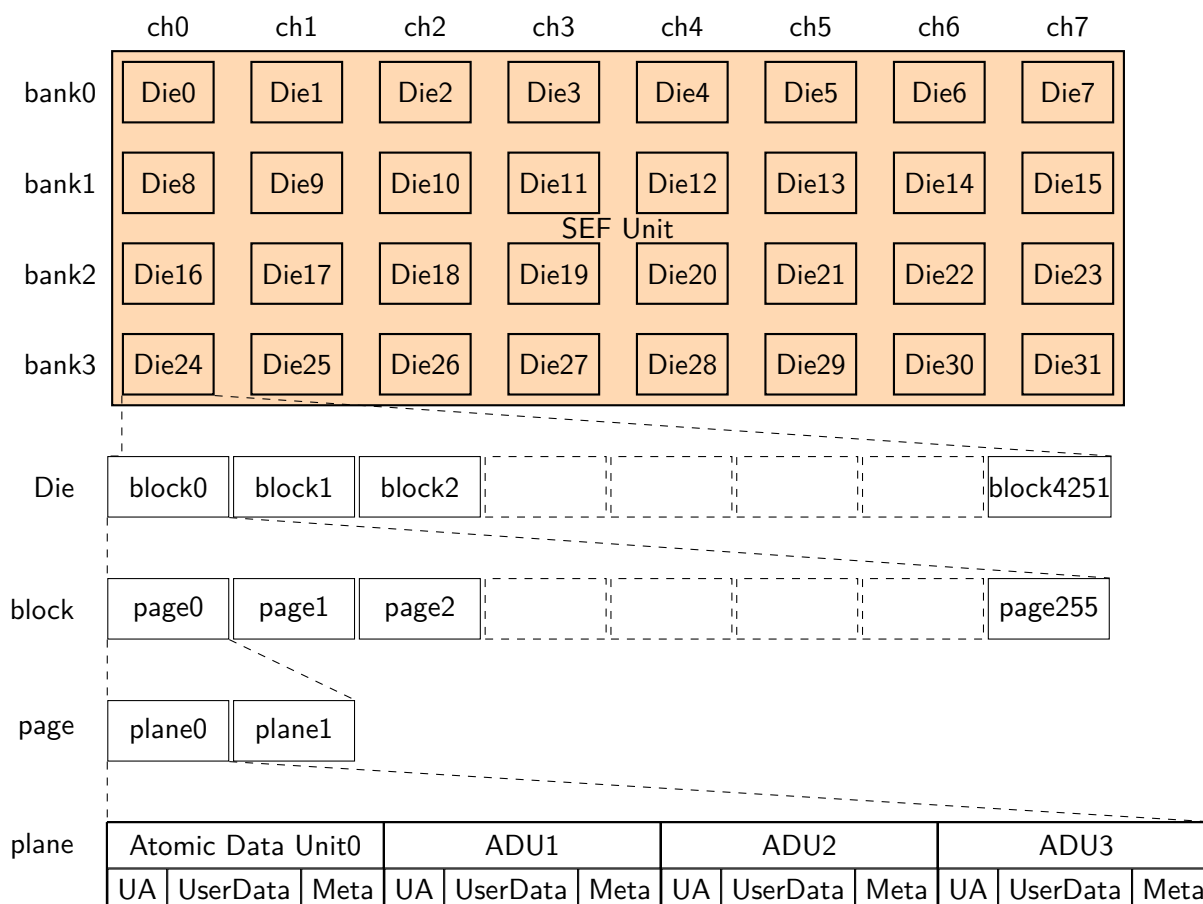 ch0 ch1 ch2 ch3 ch4 ch5 ch6 ch7
bank0 Die0 Die1 Die2 Die3 Die4 Die5 Die6 Die7
bank1 Die8 Die9 Die10 Die11 Die12 Die13 Die14 Die15
SEF Unit
bank2 Die16 Die17 Die18 Die19 Die20 Die21 Die22 Die23
bank3 Die24 Die25 Die26 Die27 Die28 Die29 Die30 Die31
Die block0 block1 block2 block4251
block page0 page1 page2 page255
page plane0 plane1
plane Atomic Data Unit0 ADU1 ADU2 ADU3
UA UserData Meta UA UserData Meta UA UserData Meta UA UserData Meta